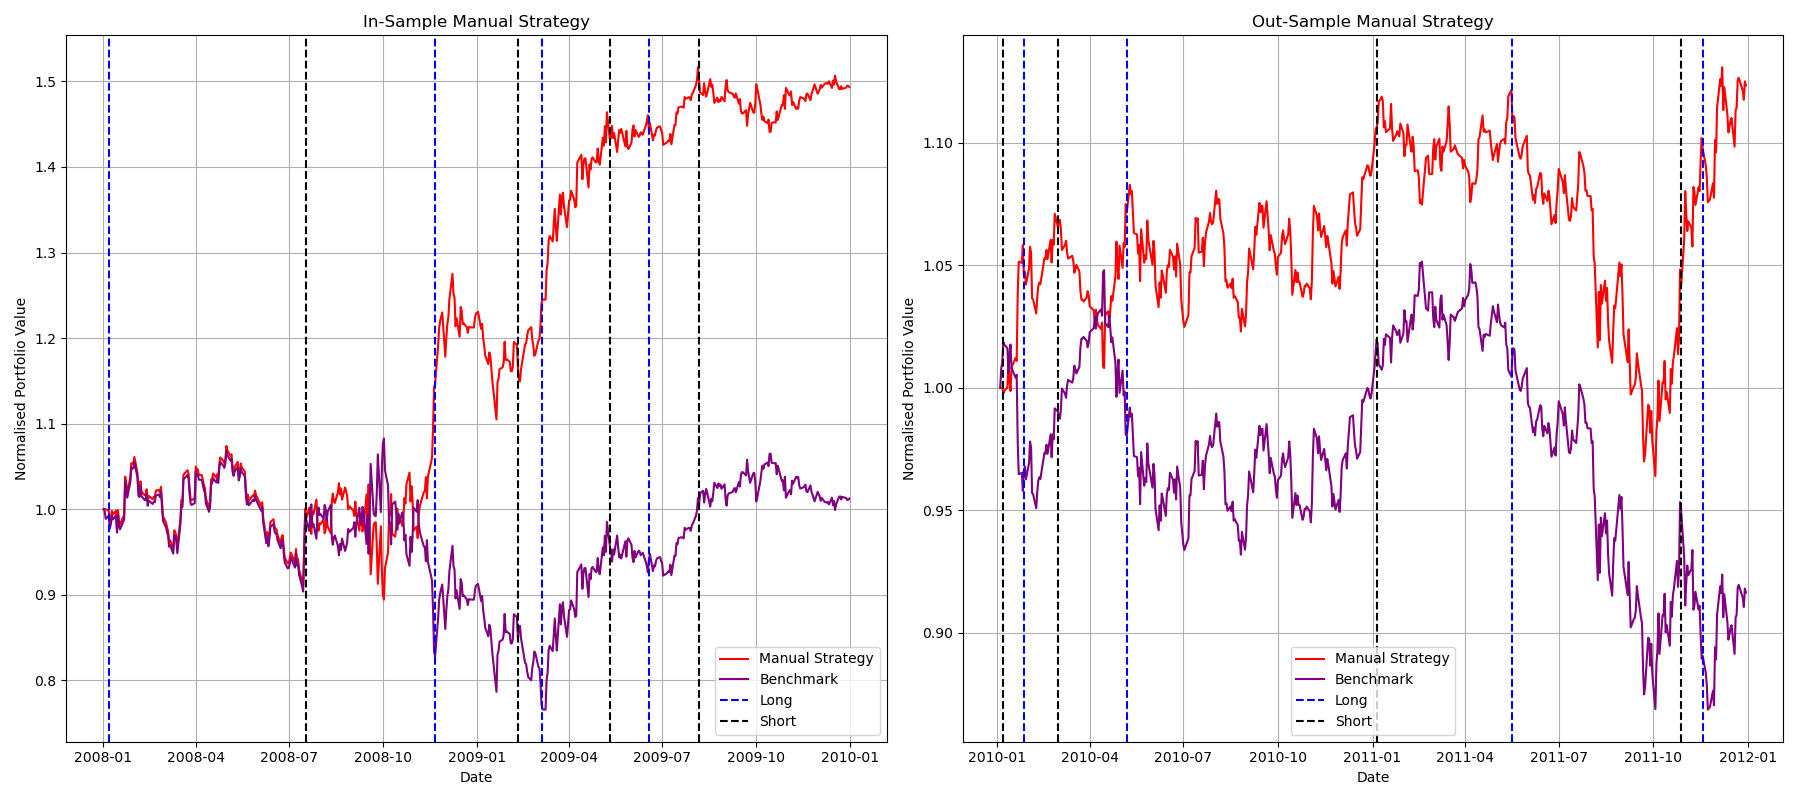 In-Sample Manual Strategy
Normalised Portfolio Value
1.5
1.4
1.3
1.2
1.1
1.0
0.9
0.8
Manual Strategy
Benchmark
Long
Short
2008-01 2008-04 2008-07 2008-10 2009-01 2009-04 2009-07 2009-10 2010-01
Date
Out-Sample Manual Strategy
Normalised Portfolio Value
1.10
1.05
1.00
0.95
0.90
Manual Strategy
Benchmark
Long
Short
2010-01 2010-04 2010-07 2010-10 2011-01 2011-04 2011-07 2011-10 2012-01
Date